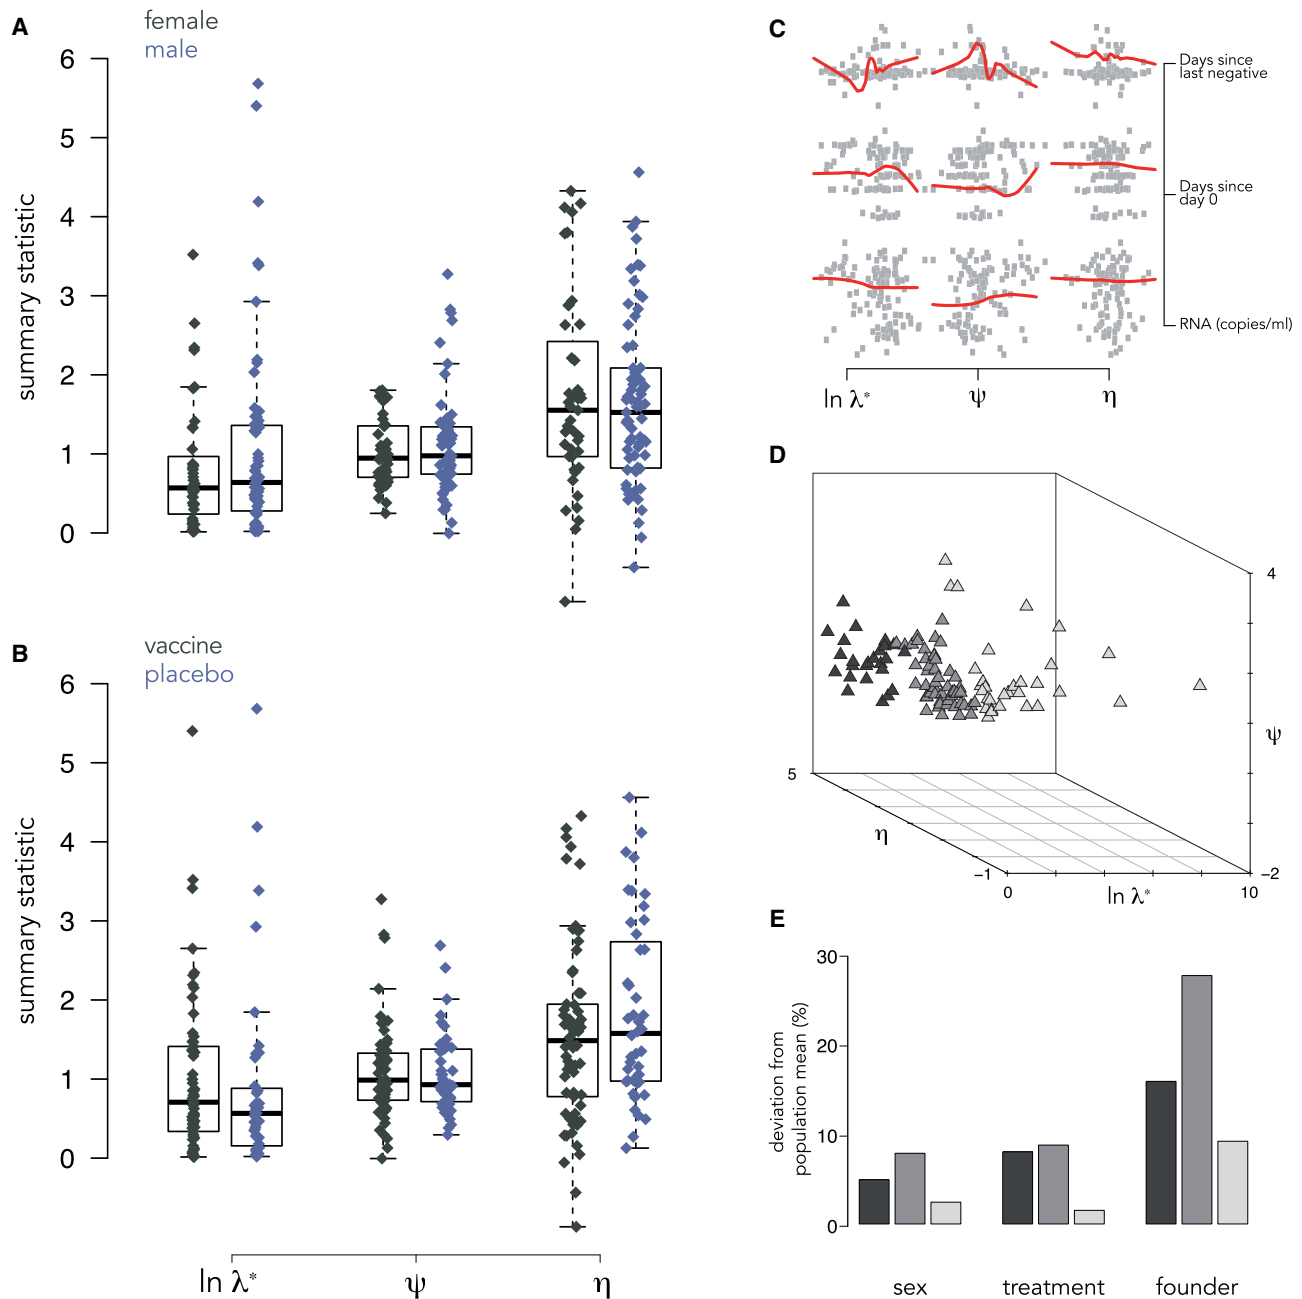 A
female
male
6
5
4
3
2
1
0
summary statistic
B
vaccine
placebo
6
5
4
3
2
1
0
summary statistic
ln λ*
ψ
η
C
Days since
last negative
Days since
day 0
RNA (copies/ml)
ln λ*
ψ
η
D
4
ψ
5
η
−1
−2
0
ln λ*
10
E
30
20
10
0
deviation from
population mean (%)
sex
treatment
founder